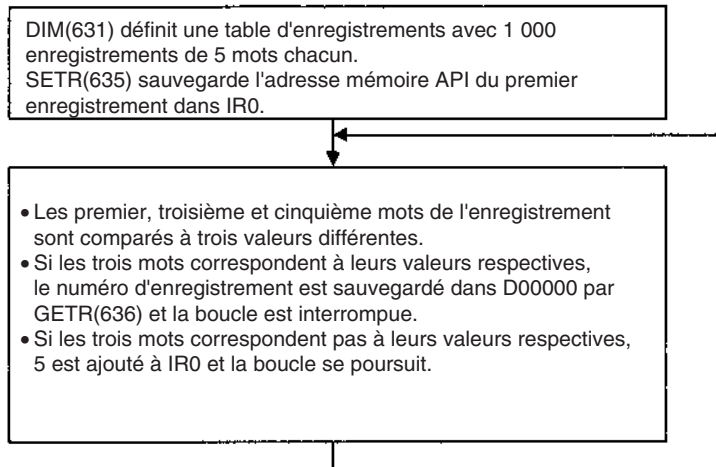 DIM(631) définit une table d'enregistrements avec 1 000
enregistrements de 5 mots chacun.
SETR(635) sauvegarde l'adresse mémoire API du premier
enregistrement dans IR0.
• Les premier, troisième et cinquième mots de l'enregistrement
sont comparés à trois valeurs différentes.
• Si les trois mots correspondent à leurs valeurs respectives,
le numéro d'enregistrement est sauvegardé dans D00000 par
GETR(636) et la boucle est interrompue.
• Si les trois mots correspondent pas à leurs valeurs respectives,
5 est ajouté à IR0 et la boucle se poursuit.